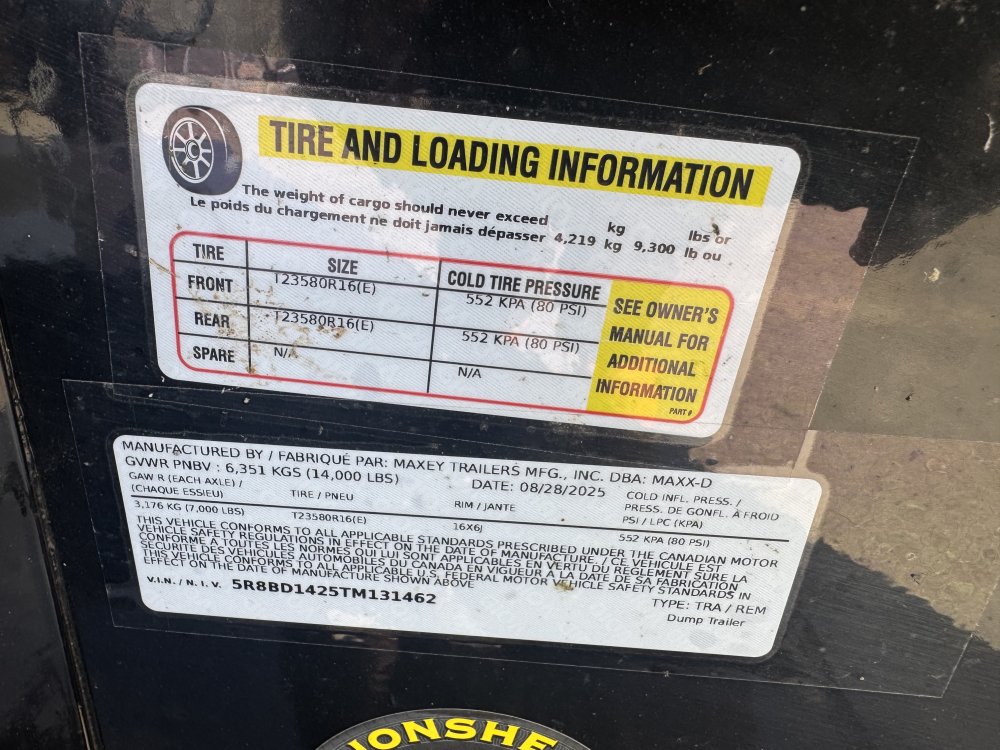 TIRE AND LOADING INFORMATION
The weight of cargo should never exceed kg lbs or
Le poids du chargement ne doit jamais dépasser 4,219 kg 9,300 lb ou
TIRE SIZE COLD TIRE PRESSURE
FRONT T23580R16(E) 552 KPA (80 PSI)
REAR T23580R16(E) 552 KPA (80 PSI)
SPARE N/A N/A
SEE OWNER'S
MANUAL FOR
ADDITIONAL
INFORMATION
PART #
MANUFACTURED BY / FABRIQUÉ PAR: MAXEY TRAILERS MFG., INC. DBA: MAXX-D
GVWR PNBV : 6,351 KGS (14,000 LBS) DATE: 08/28/2025
GAW R (EACH AXLE) / TIRE / PNEU RIM / JANTE COLD INFL. PRESS. /
(CHAQUE ESSIEU) PRESS. DE GONFL. À FROID
PSI / LPC (KPA)
3,176 KG (7,000 LBS) T23580R16(E) 16X6J 552 KPA (80 PSI)
THIS VEHICLE CONFORMS TO ALL APPLICABLE STANDARDS PRESCRIBED UNDER THE CANADIAN MOTOR
VEHICLE SAFETY REGULATIONS IN EFFECT ON THE DATE OF MANUFACTURE / CE VEHICULE EST
CONFORME A OUTES LES NORMES QUI LUI SONT APPLICABLES EN VERTU DU REGLEMENT SURE LA
SECURITE DES VEHICULES AUTOMOBILES DU CANADA EN VIGUEUR A LA DATE DE SA FABRICATION
THIS VEHICLE CONFORMS TO ALL APPLICABLE U.S. FEDERAL MOTOR VEHICLE SAFETY STANDARDS IN
EFFECT ON THE DATE OF MANUFACTURE SHOWN ABOVE
V.I.N. / N.I.V. 5R8BD1425TM131462 TYPE: TRA / REM
Dump Trailer